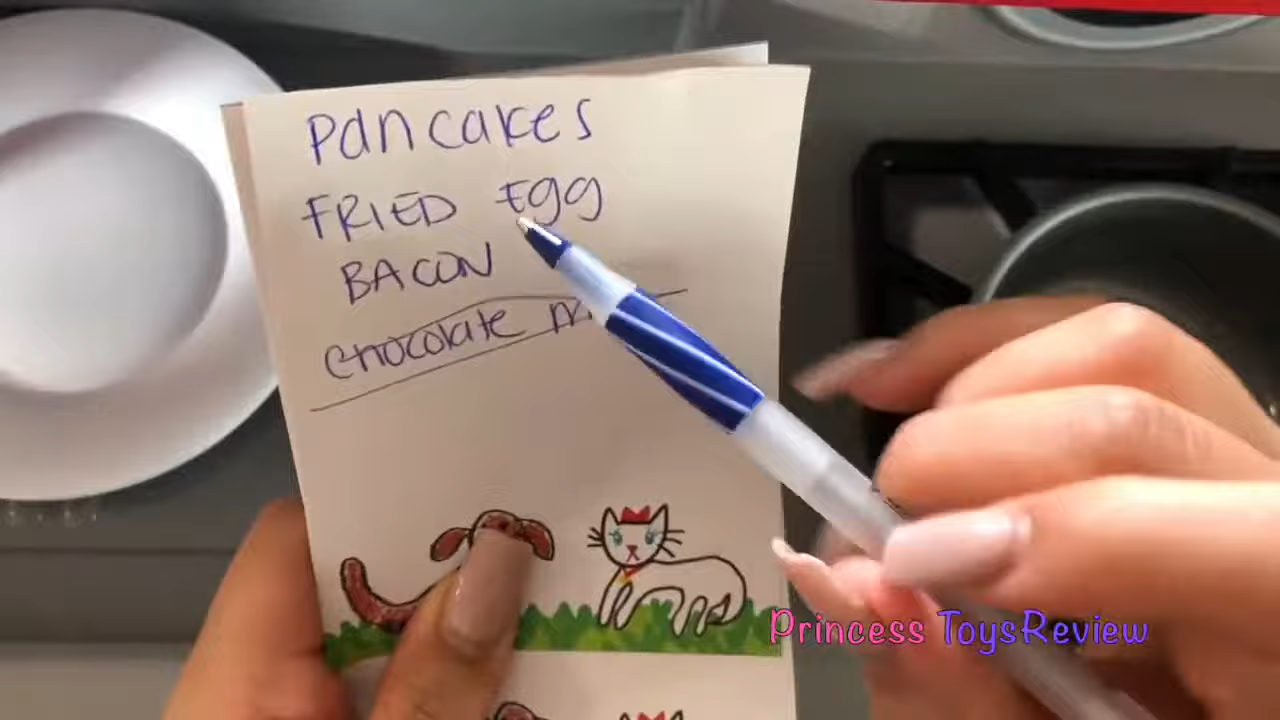 Pancakes
FRIED Egg
BACON
chocolate
Princess ToysReview